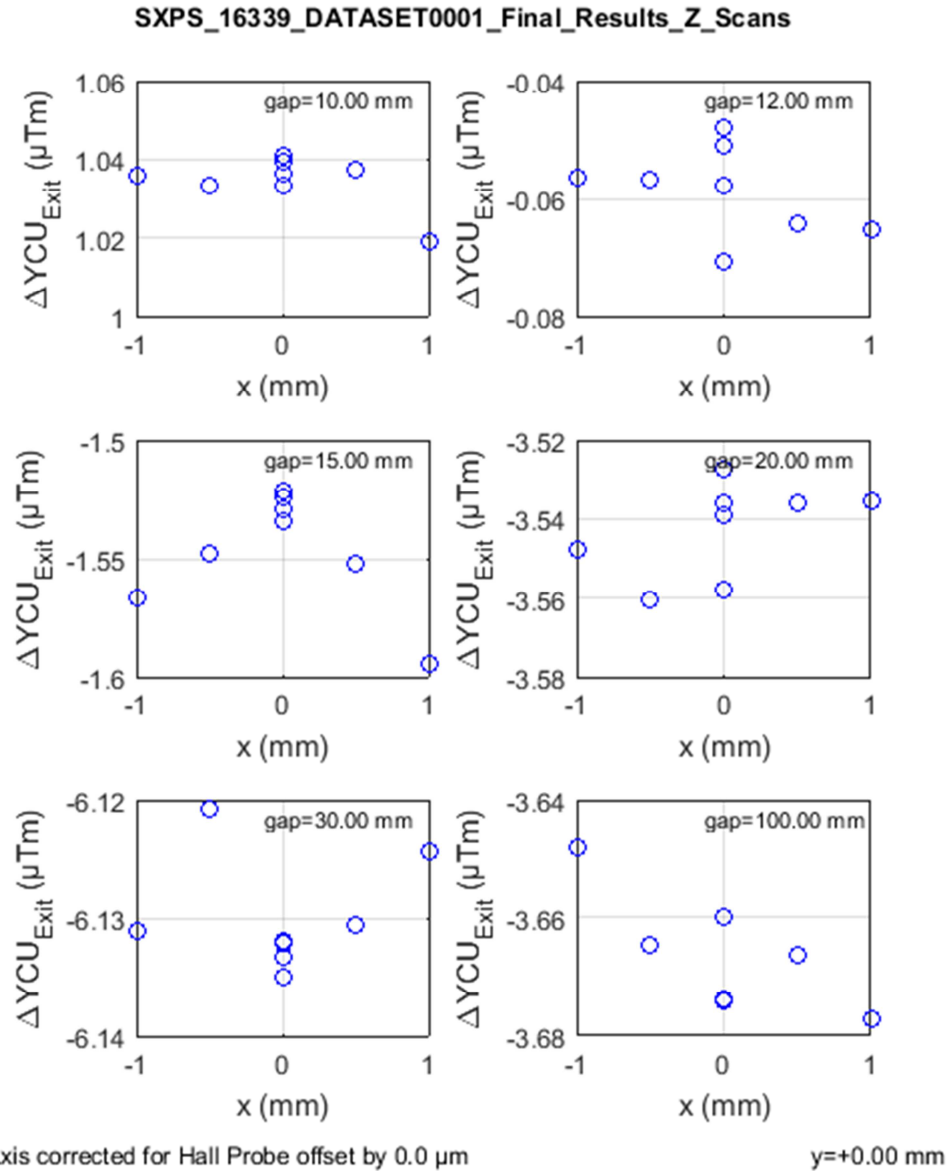 SXPS_16339_DATASET0001_Final_Results_Z_Scans
gap=10.00 mm
1.06
1.04
1.02
1
ΔYCU_Exit (µTm)
-1 0 1
x (mm)
gap=12.00 mm
-0.04
-0.06
-0.08
ΔYCU_Exit (µTm)
-1 0 1
x (mm)
gap=15.00 mm
-1.5
-1.55
-1.6
ΔYCU_Exit (µTm)
-1 0 1
x (mm)
gap=20.00 mm
-3.52
-3.54
-3.56
-3.58
ΔYCU_Exit (µTm)
-1 0 1
x (mm)
gap=30.00 mm
-6.12
-6.13
-6.14
ΔYCU_Exit (µTm)
-1 0 1
x (mm)
gap=100.00 mm
-3.64
-3.66
-3.68
ΔYCU_Exit (µTm)
-1 0 1
x (mm)
xis corrected for Hall Probe offset by 0.0 µm
y=+0.00 mm